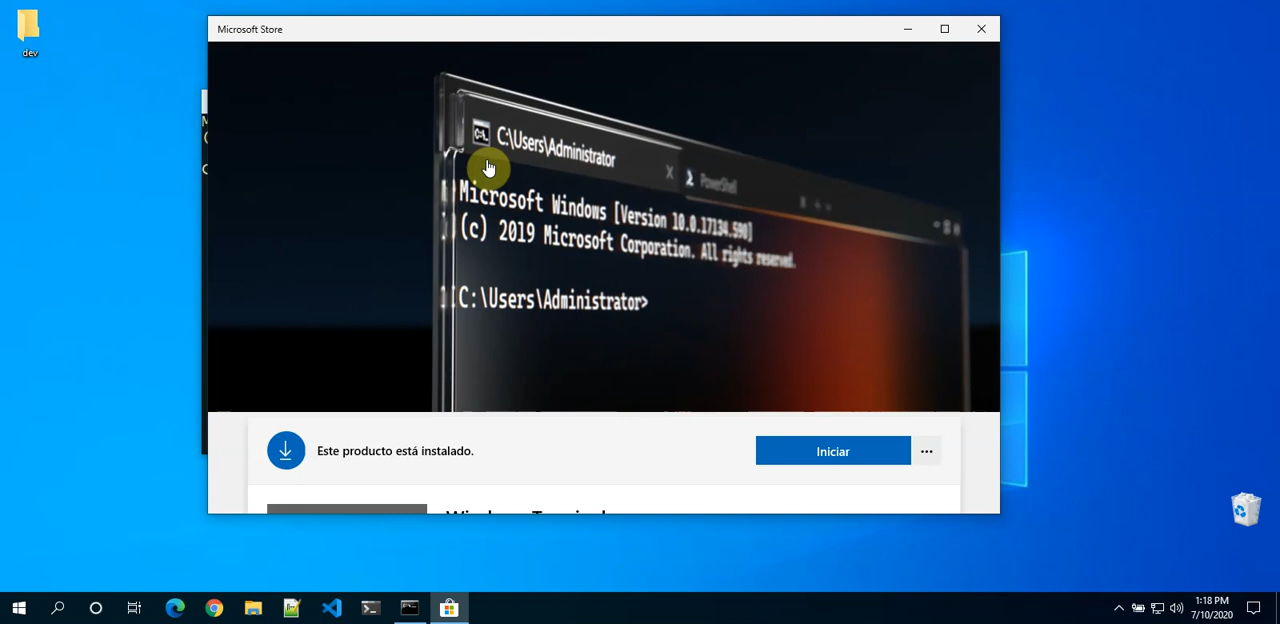 dev
Microsoft Store
C:\Users\Administrator
PowerShell
Microsoft Windows [Version 10.0.17134.590]
(c) 2019 Microsoft Corporation. All rights reserved.
C:\Users\Administrator>
Este producto está instalado.
Iniciar
1:18 PM
7/10/2020